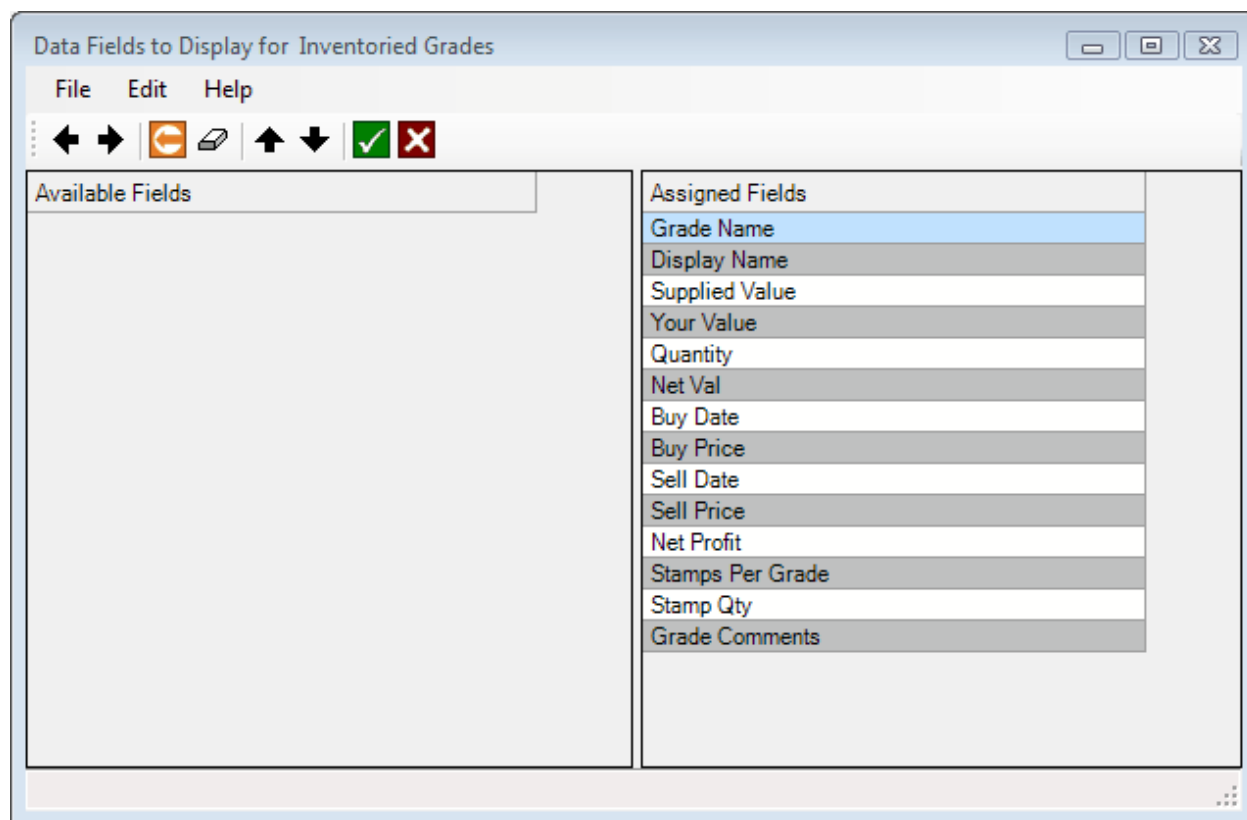 Data Fields to Display for Inventoried Grades
File Edit Help
Available Fields
Assigned Fields
Grade Name
Display Name
Supplied Value
Your Value
Quantity
Net Val
Buy Date
Buy Price
Sell Date
Sell Price
Net Profit
Stamps Per Grade
Stamp Qty
Grade Comments